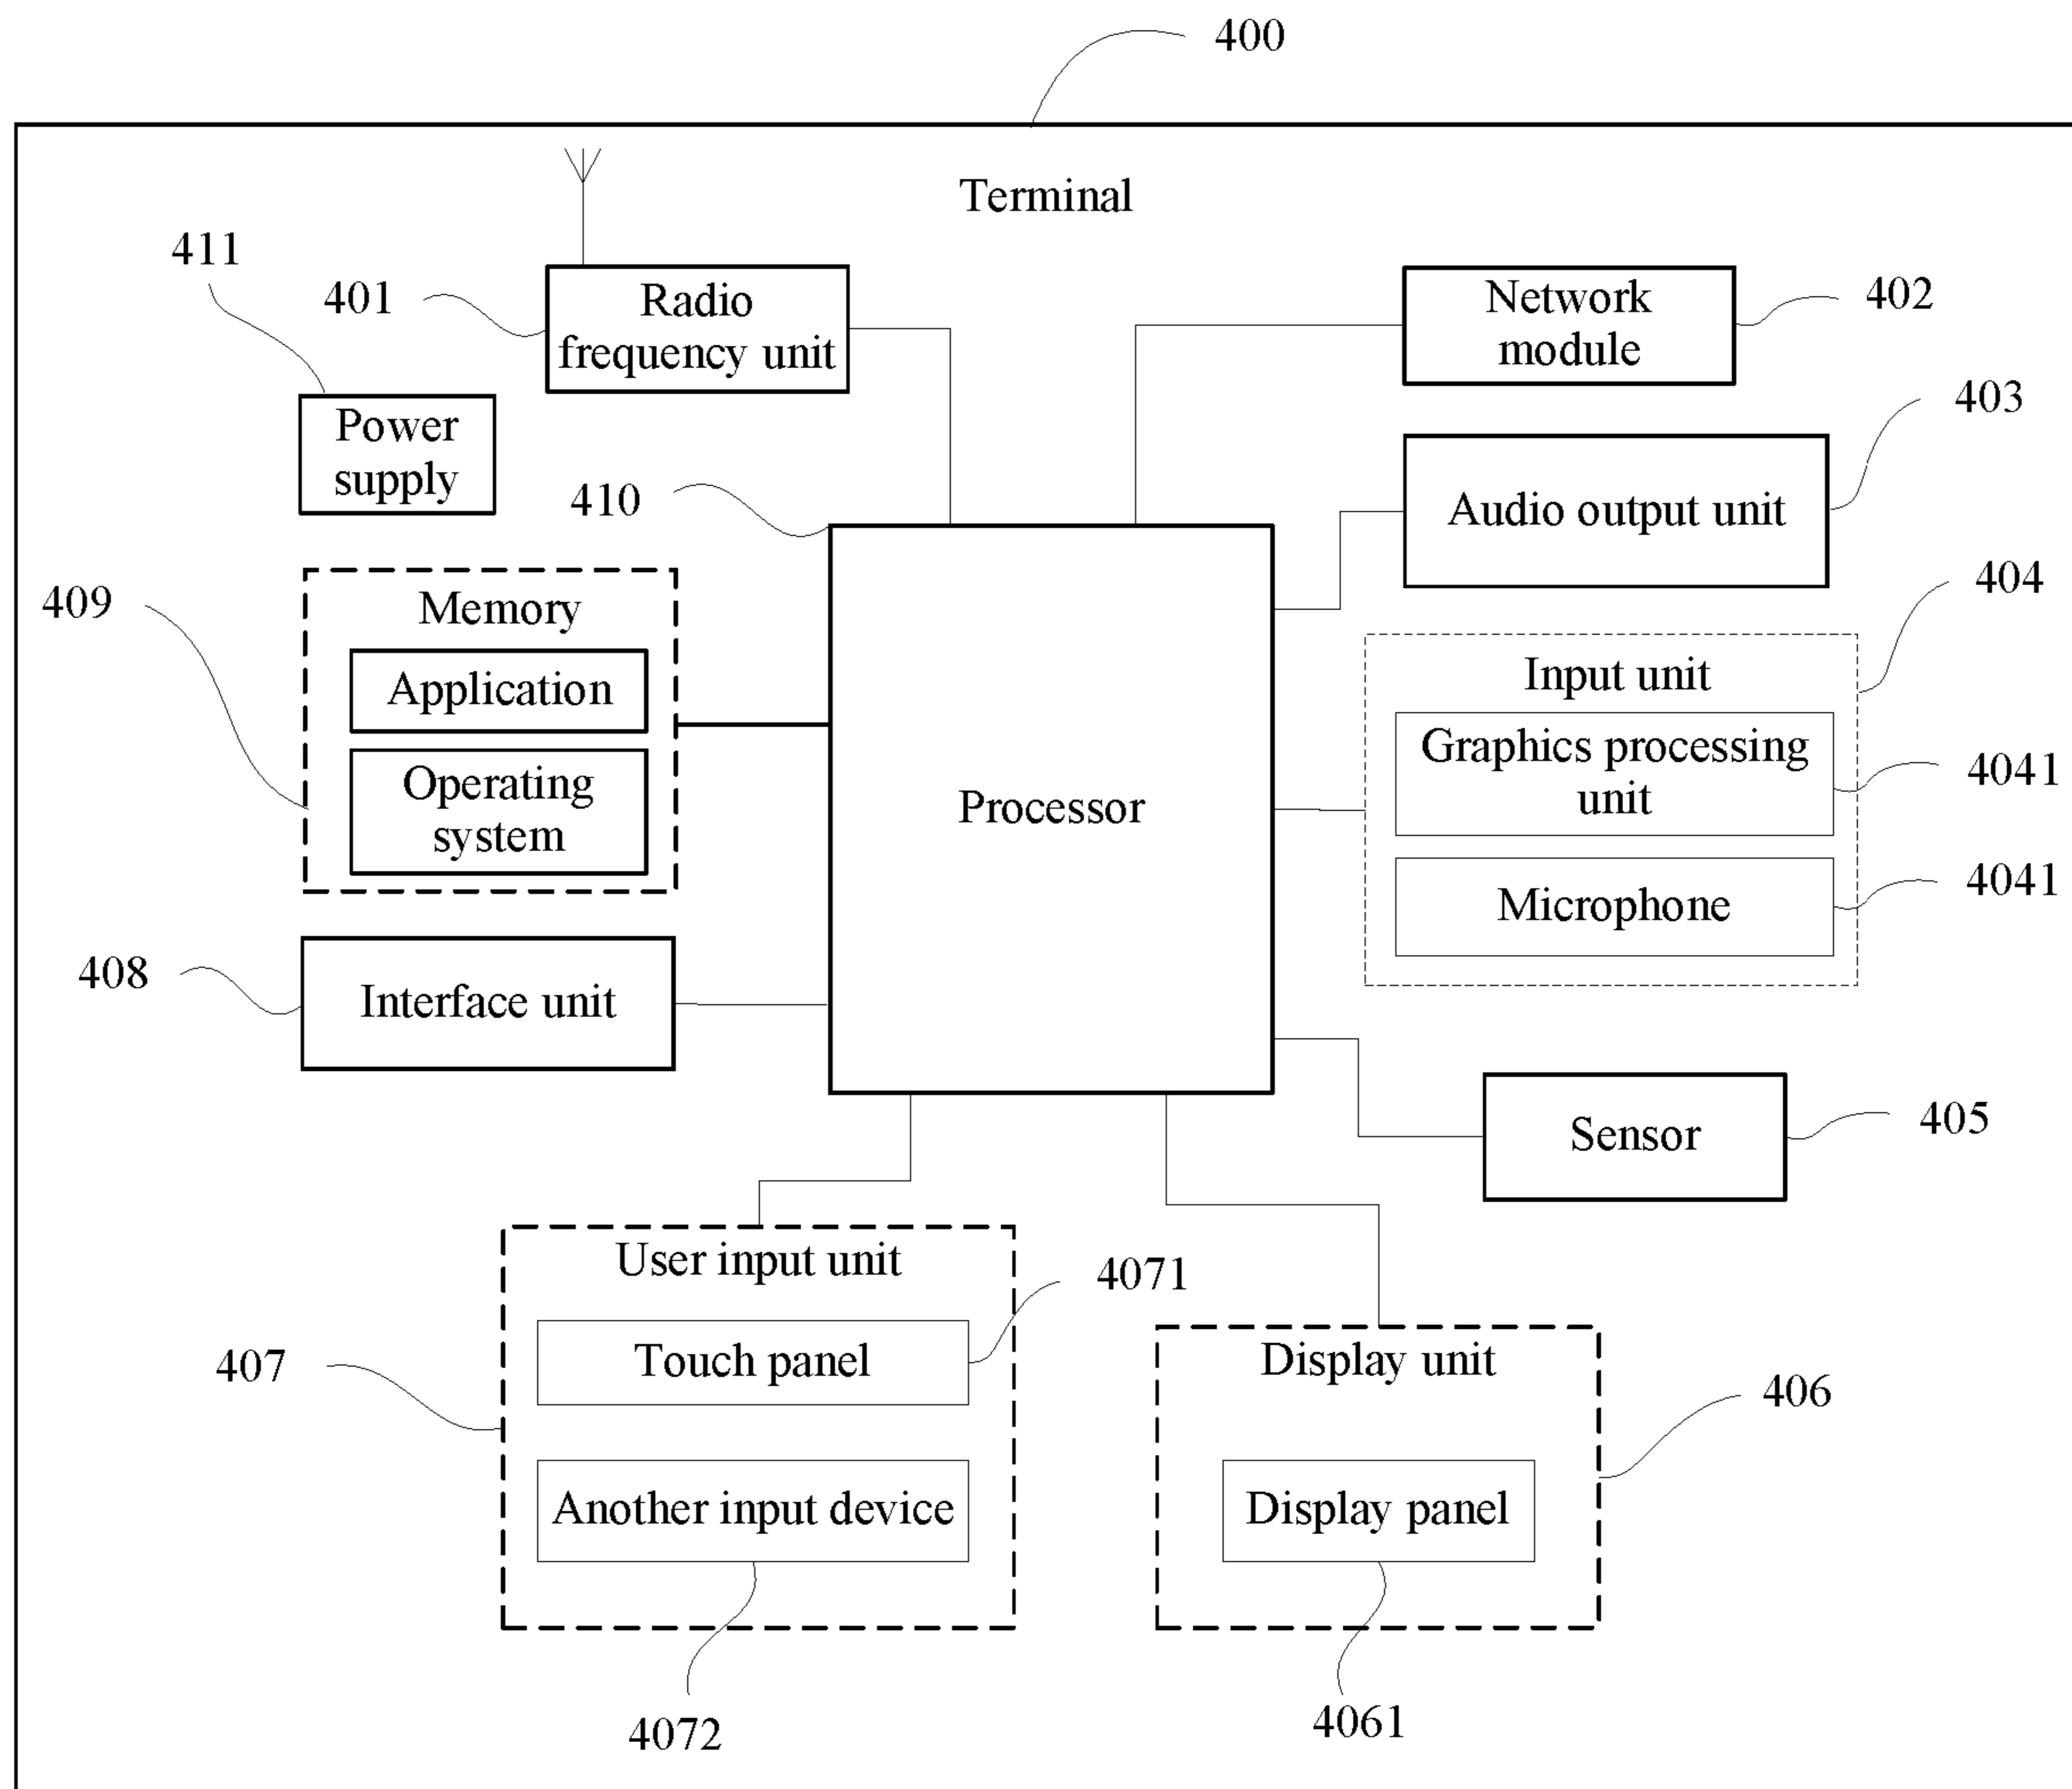 400
Terminal
411
401
Radio
frequency unit
Network
module
402
Power
supply
403
410
Audio output unit
409
Memory
Application
Operating
system
404
Input unit
Graphics processing
unit
4041
Processor
Microphone
4041
408
Interface unit
Sensor
405
User input unit
4071
Touch panel
407
Another input device
4072
Display unit
406
Display panel
4061